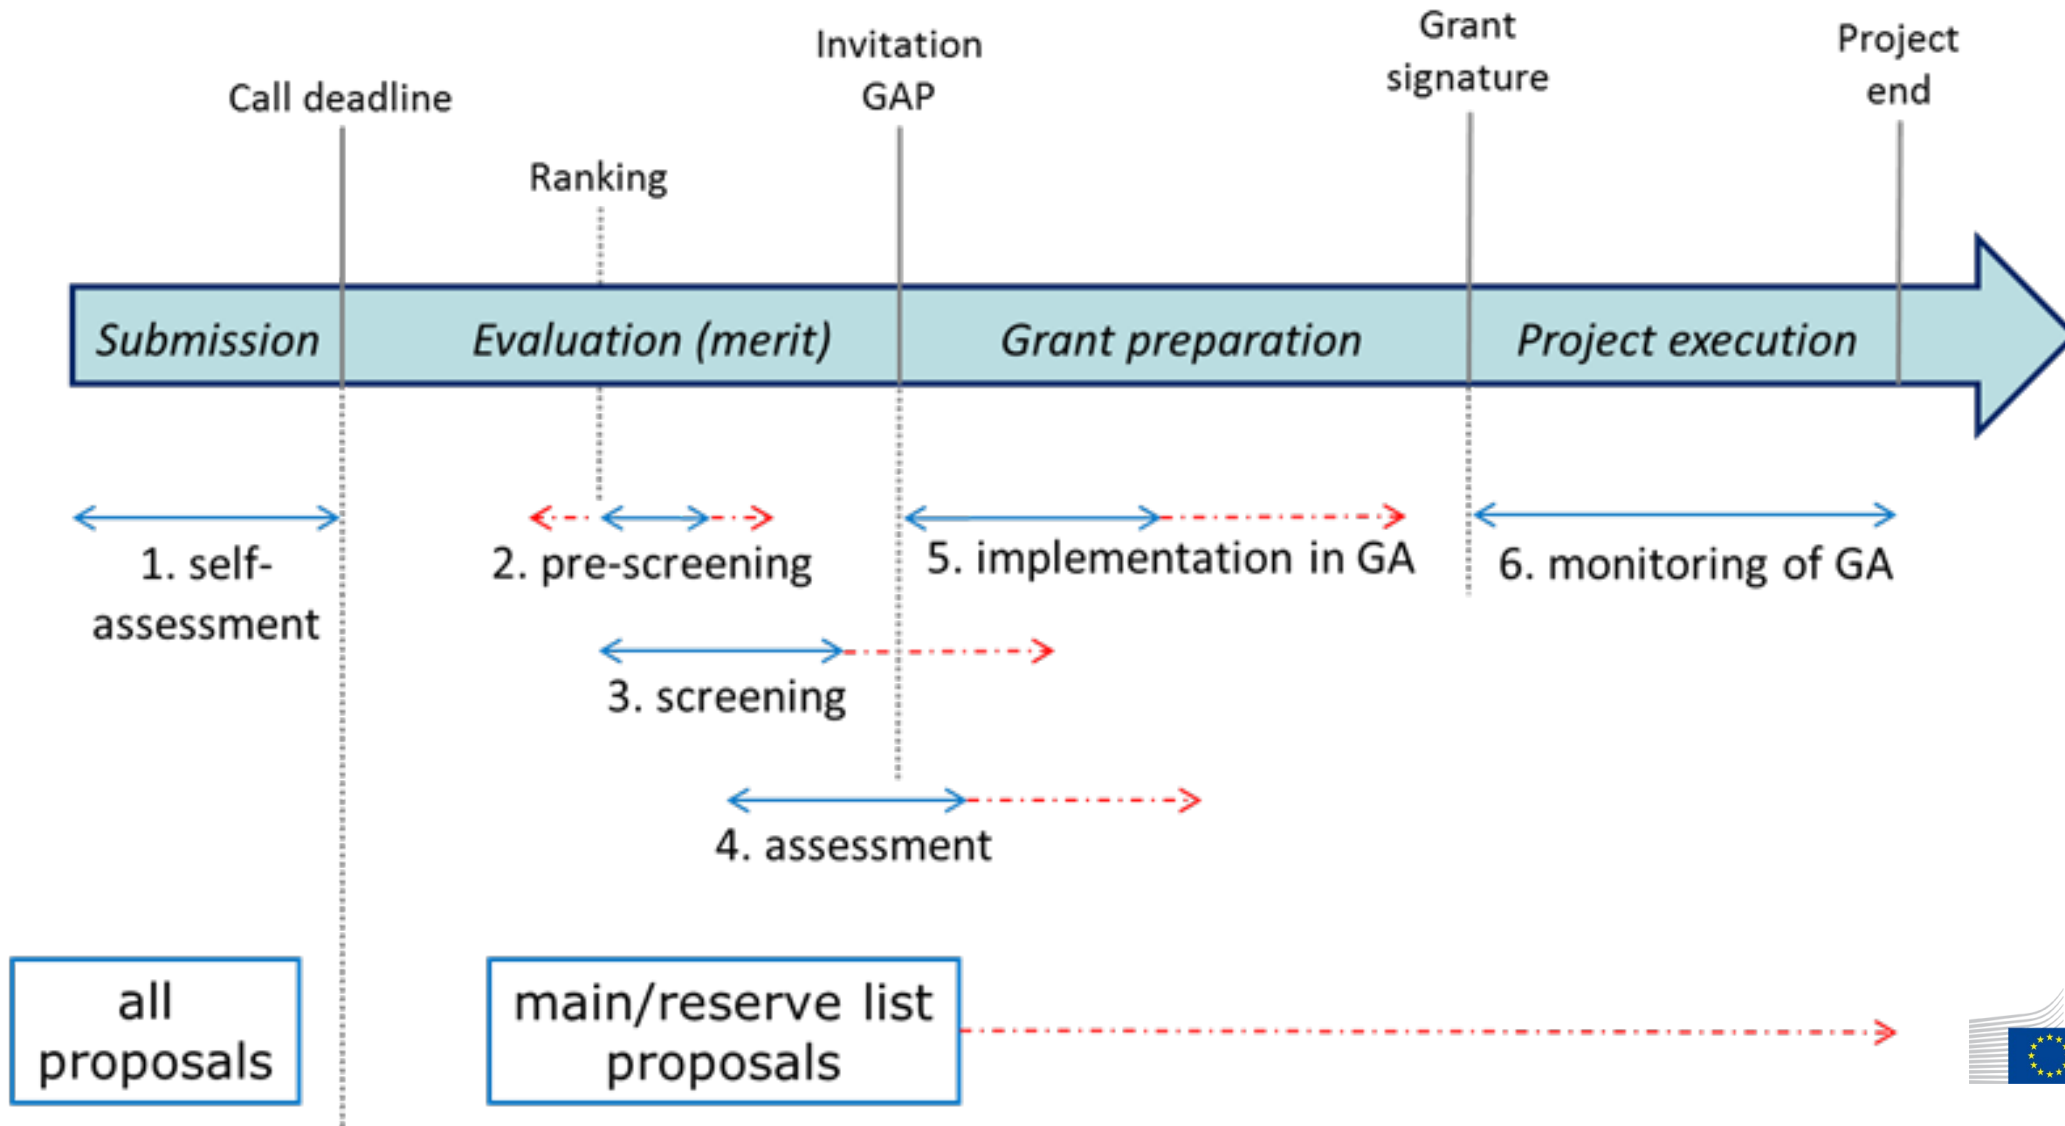 Call deadline
Ranking
Invitation
GAP
Grant
signature
Project
end
Submission
Evaluation (merit)
Grant preparation
Project execution
1. self-
assessment
2. pre-screening
3. screening
4. assessment
5. implementation in GA
6. monitoring of GA
all
proposals
main/reserve list
proposals